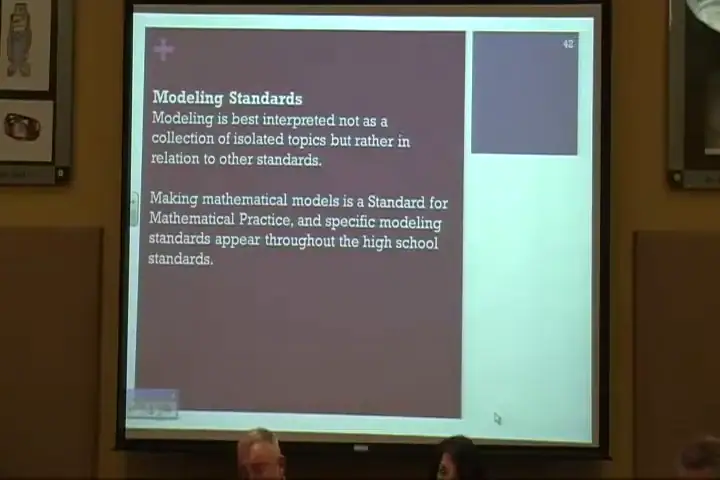 42
Modeling Standards
Modeling is best interpreted not as a
collection of isolated topics but rather in
relation to other standards.
Making mathematical models is a Standard for
Mathematical Practice, and specific modeling
standards appear throughout the high school
standards.